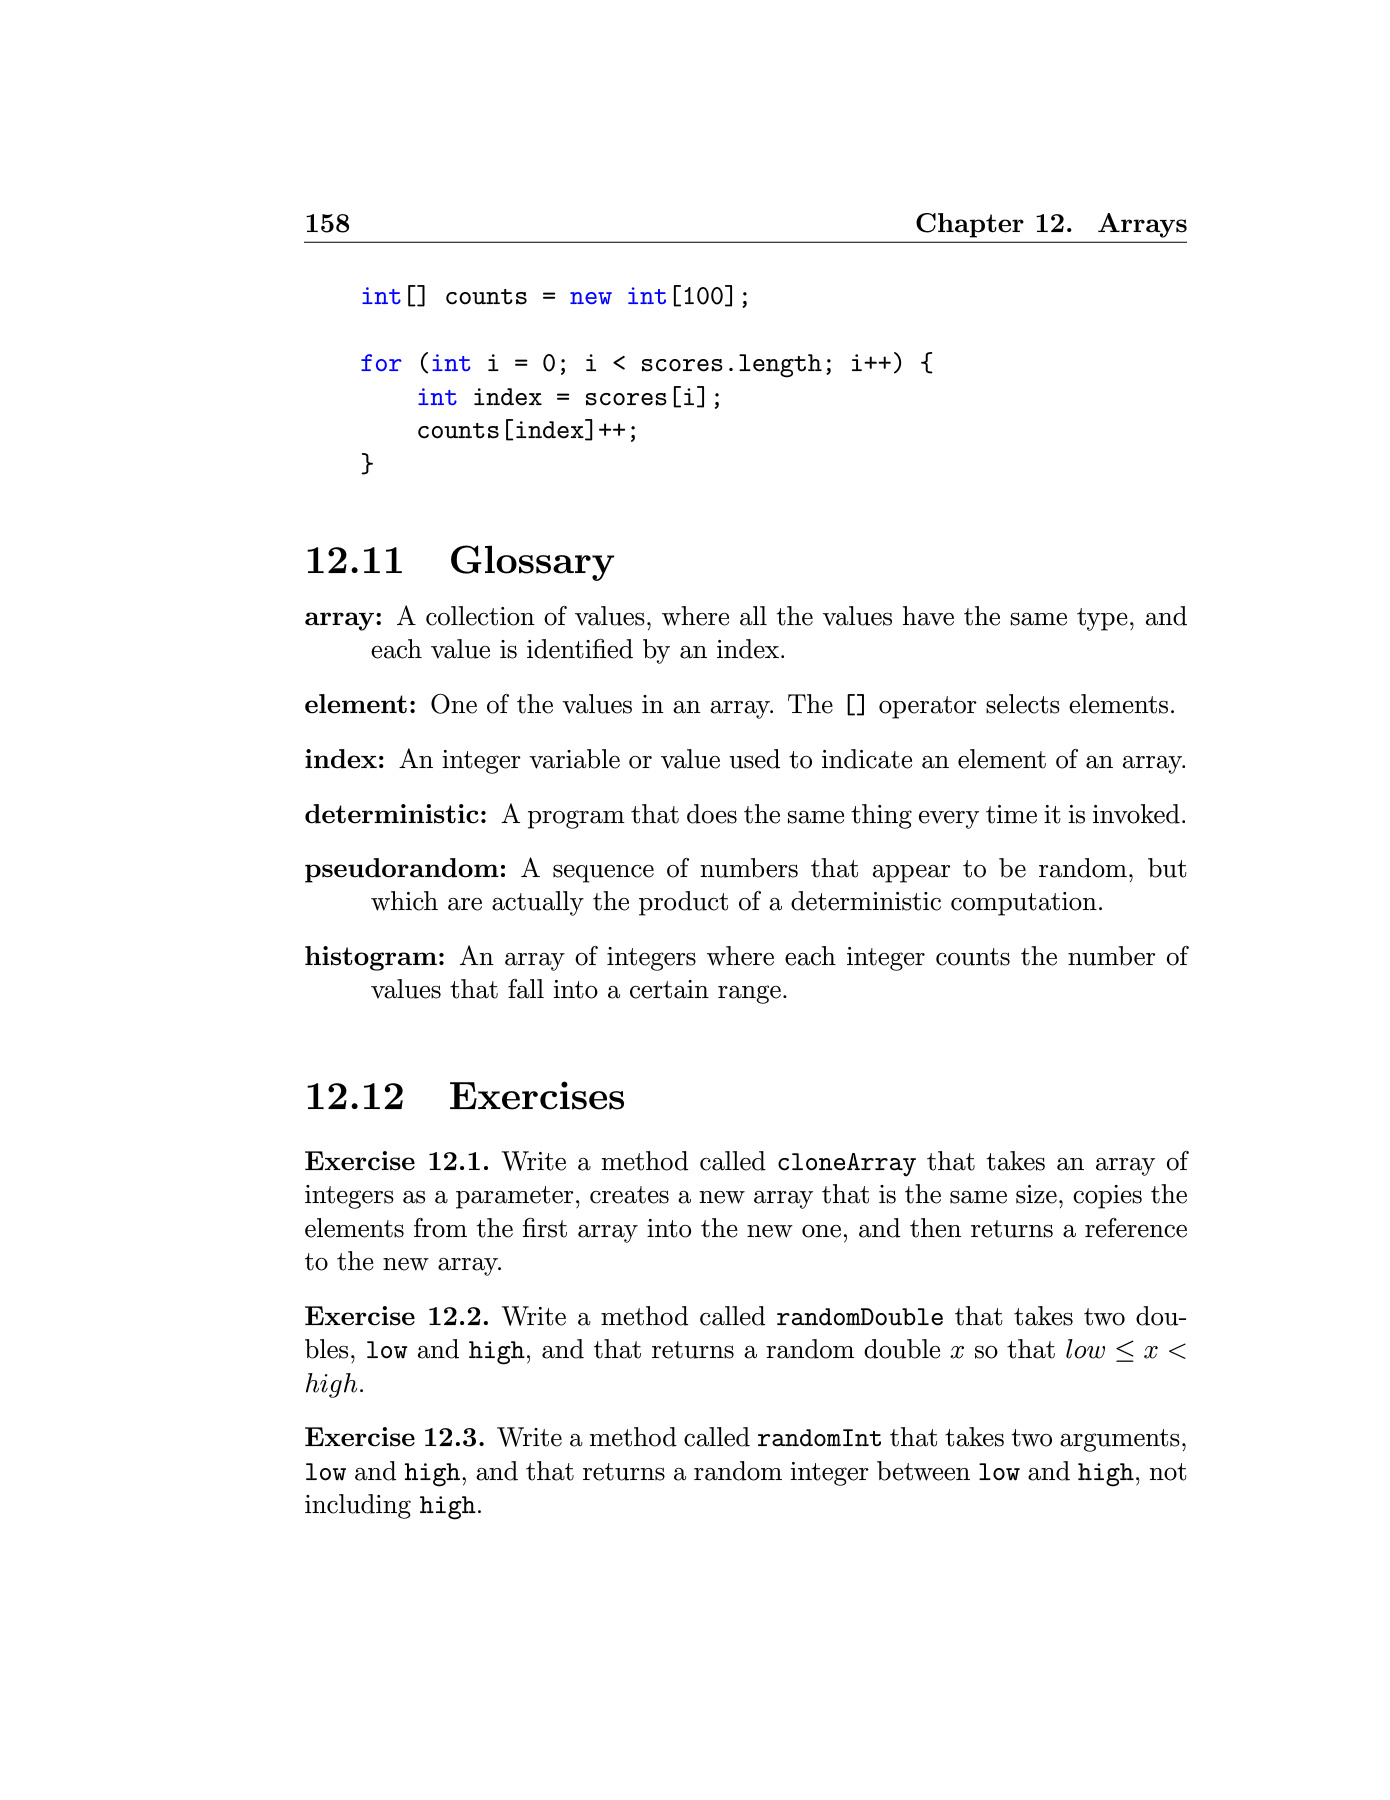 158 Chapter 12. Arrays
int[] counts = new int[100];
for (int i = 0; i < scores.length; i++) {
int index = scores[i];
counts[index]++;
}
12.11 Glossary
array: A collection of values, where all the values have the same type, and
each value is identified by an index.
element: One of the values in an array. The [] operator selects elements.
index: An integer variable or value used to indicate an element of an array.
deterministic: A program that does the same thing every time it is invoked.
pseudorandom: A sequence of numbers that appear to be random, but
which are actually the product of a deterministic computation.
histogram: An array of integers where each integer counts the number of
values that fall into a certain range.
12.12 Exercises
Exercise 12.1. Write a method called cloneArray that takes an array of
integers as a parameter, creates a new array that is the same size, copies the
elements from the first array into the new one, and then returns a reference
to the new array.
Exercise 12.2. Write a method called randomDouble that takes two dou-
bles, low and high, and that returns a random double x so that low ≤ x <
high.
Exercise 12.3. Write a method called randomInt that takes two arguments,
low and high, and that returns a random integer between low and high, not
including high.